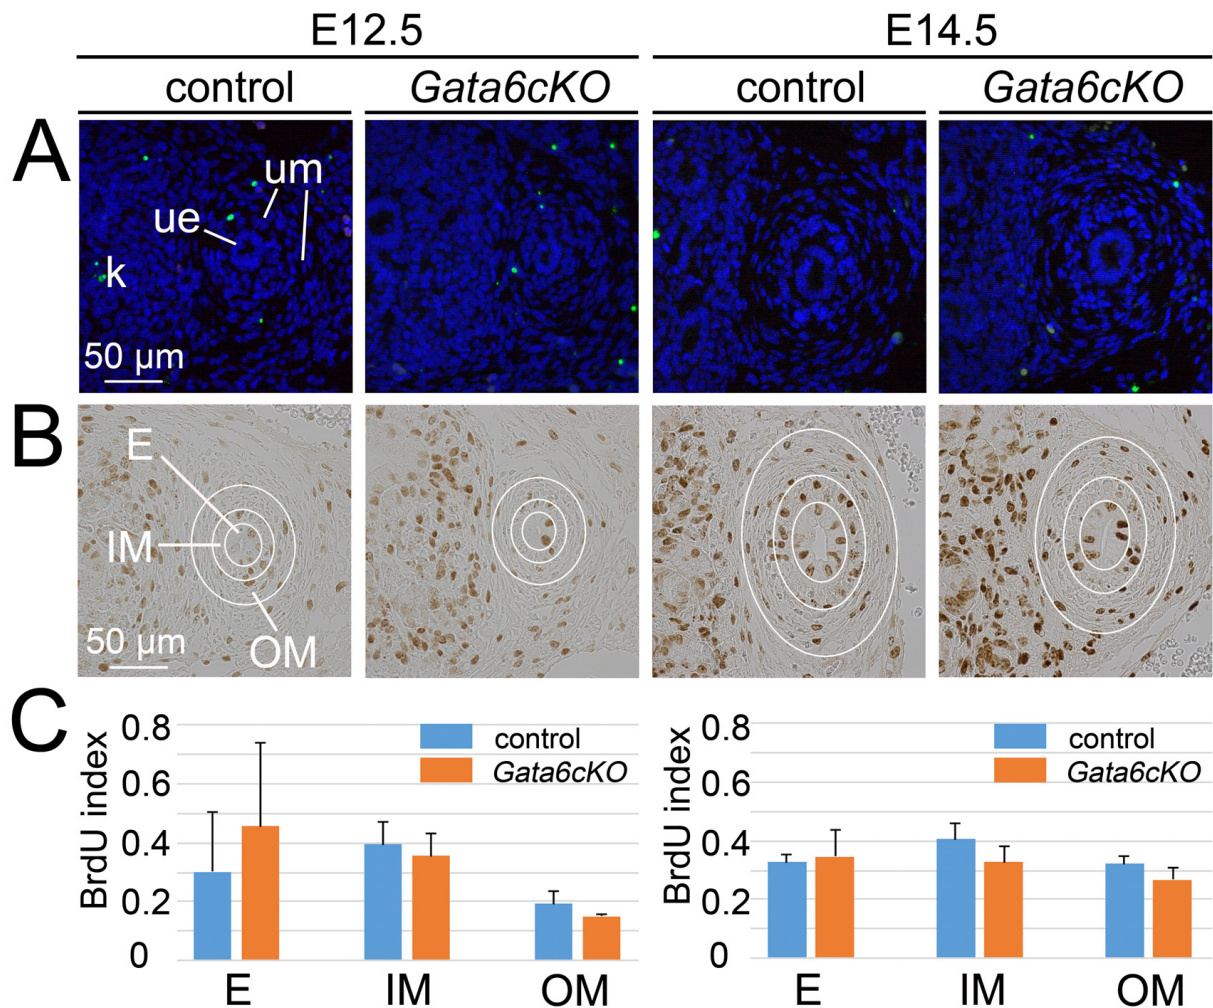 E12.5 E14.5
control Gata6cKO control Gata6cKO
A
um
ue
k
50 µm
B
E
IM
OM
50 µm
C
BrdU index
0.8
0.6
0.4
0.2
0
control
Gata6cKO
E IM OM
BrdU index
0.8
0.6
0.4
0.2
0
control
Gata6cKO
E IM OM